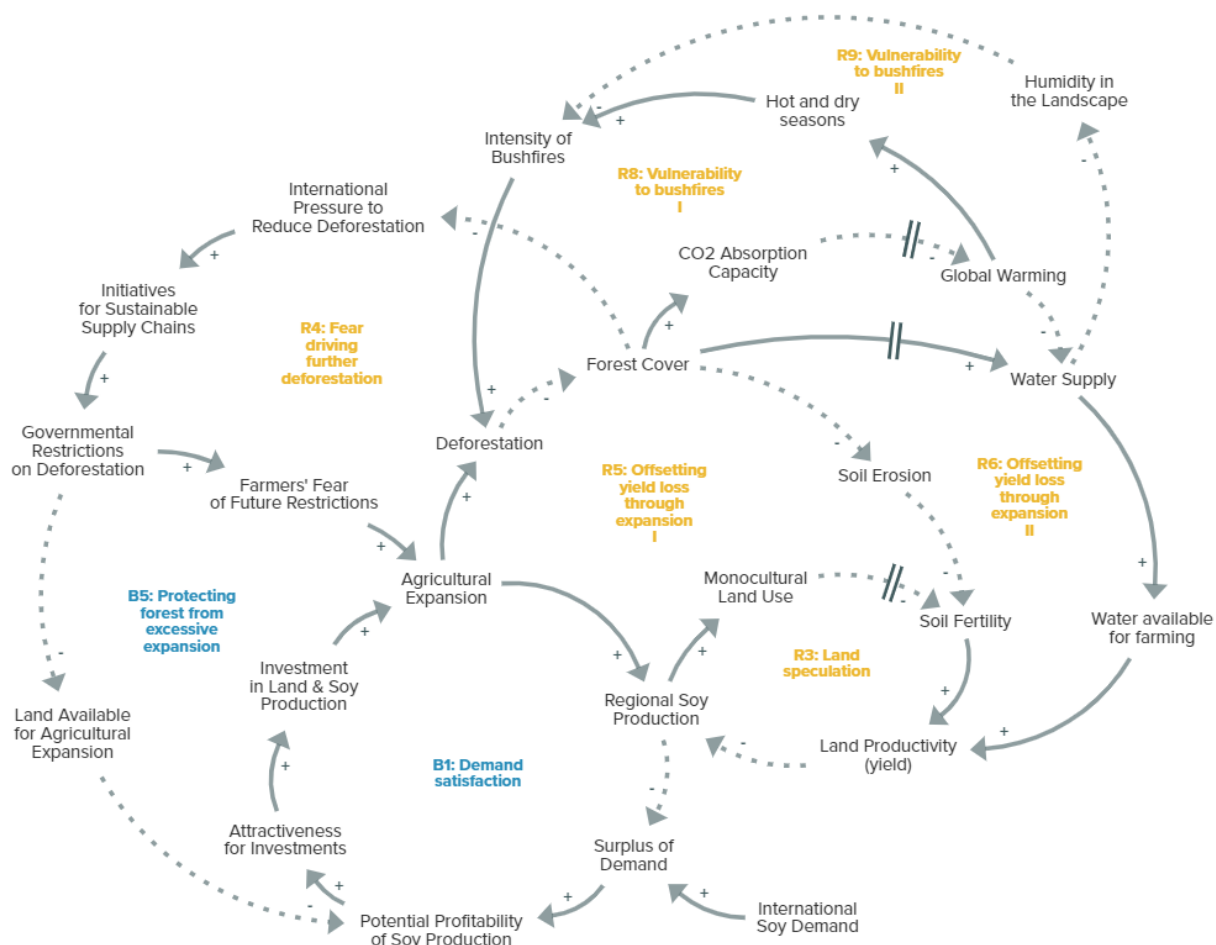 R9: Vulnerability
to bushfires
II
Humidity in
the Landscape
Hot and dry
seasons
-
+
Intensity of
Bushfires
-
+
R8: Vulnerability
to bushfires
I
International
Pressure to
Reduce Deforestation
-
+
CO2 Absorption
Capacity
-
Global Warming
Initiatives
for Sustainable
Supply Chains
R4: Fear
driving
further
deforestation
+
-
-
Forest Cover
+
Water Supply
+
+
-
Governmental
Restrictions
on Deforestation
Deforestation
+
+
R5: Offsetting
yield loss
through
expansion
I
-
Soil Erosion
R6: Offsetting
yield loss
through
expansion
II
Farmers' Fear
of Future Restrictions
+
Agricultural
Expansion
Monocultural
Land Use
-
-
Soil Fertility
+
Water available
for farming
B5: Protecting
forest from
excessive
expansion
+
-
Investment
in Land & Soy
Production
+
+
R3: Land
speculation
Regional Soy
Production
+
Land Available
for Agricultural
Expansion
-
Land Productivity
(yield)
+
B1: Demand
satisfaction
+
-
Attractiveness
for Investments
Surplus of
Demand
+
-
+
+
Potential Profitability
of Soy Production
International
Soy Demand